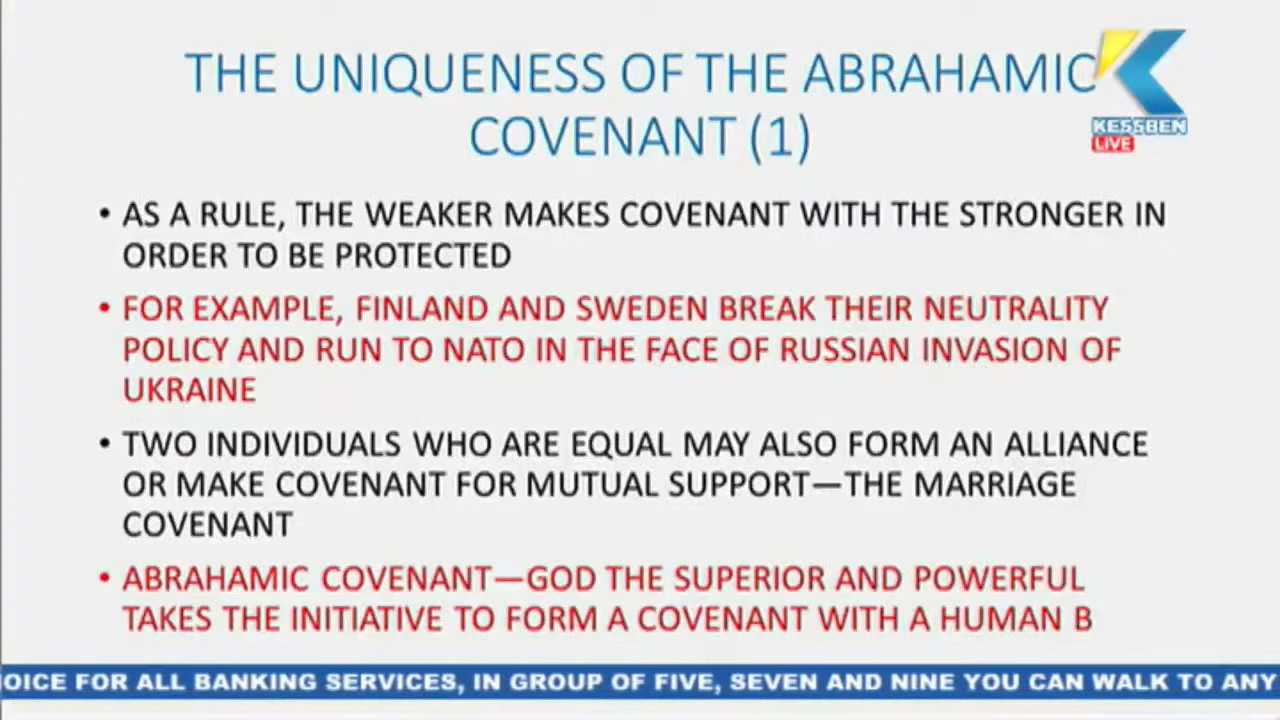 THE UNIQUENESS OF THE ABRAHAMIC
COVENANT (1)
KESSBEN
LIVE
• AS A RULE, THE WEAKER MAKES COVENANT WITH THE STRONGER IN
ORDER TO BE PROTECTED
• FOR EXAMPLE, FINLAND AND SWEDEN BREAK THEIR NEUTRALITY
POLICY AND RUN TO NATO IN THE FACE OF RUSSIAN INVASION OF
UKRAINE
• TWO INDIVIDUALS WHO ARE EQUAL MAY ALSO FORM AN ALLIANCE
OR MAKE COVENANT FOR MUTUAL SUPPORT—THE MARRIAGE
COVENANT
• ABRAHAMIC COVENANT—GOD THE SUPERIOR AND POWERFUL
TAKES THE INITIATIVE TO FORM A COVENANT WITH A HUMAN B
OICE FOR ALL BANKING SERVICES, IN GROUP OF FIVE, SEVEN AND NINE YOU CAN WALK TO ANY